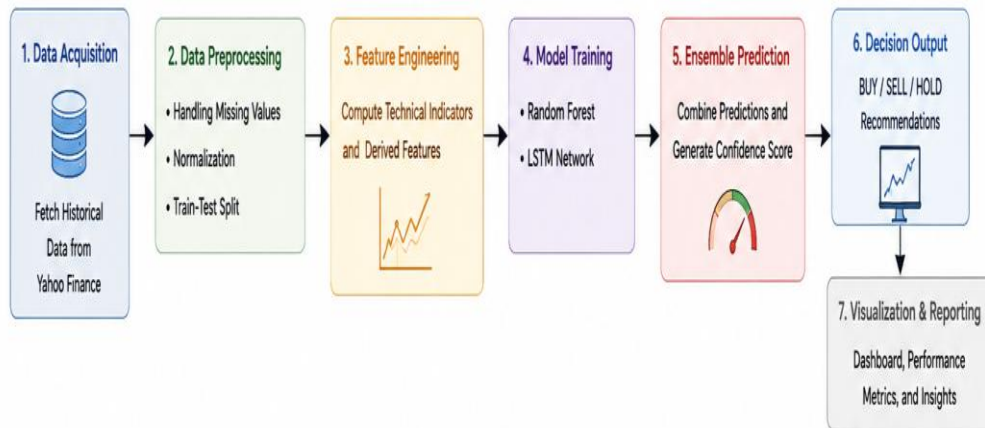 1. Data Acquisition
Fetch Historical
Data from
Yahoo Finance
2. Data Preprocessing
• Handling Missing Values
• Normalization
• Train-Test Split
3. Feature Engineering
Compute Technical Indicators
and Derived Features
4. Model Training
• Random Forest
• LSTM Network
5. Ensemble Prediction
Combine Predictions and
Generate Confidence Score
6. Decision Output
BUY / SELL / HOLD
Recommendations
7. Visualization & Reporting
Dashboard, Performance
Metrics, and Insights